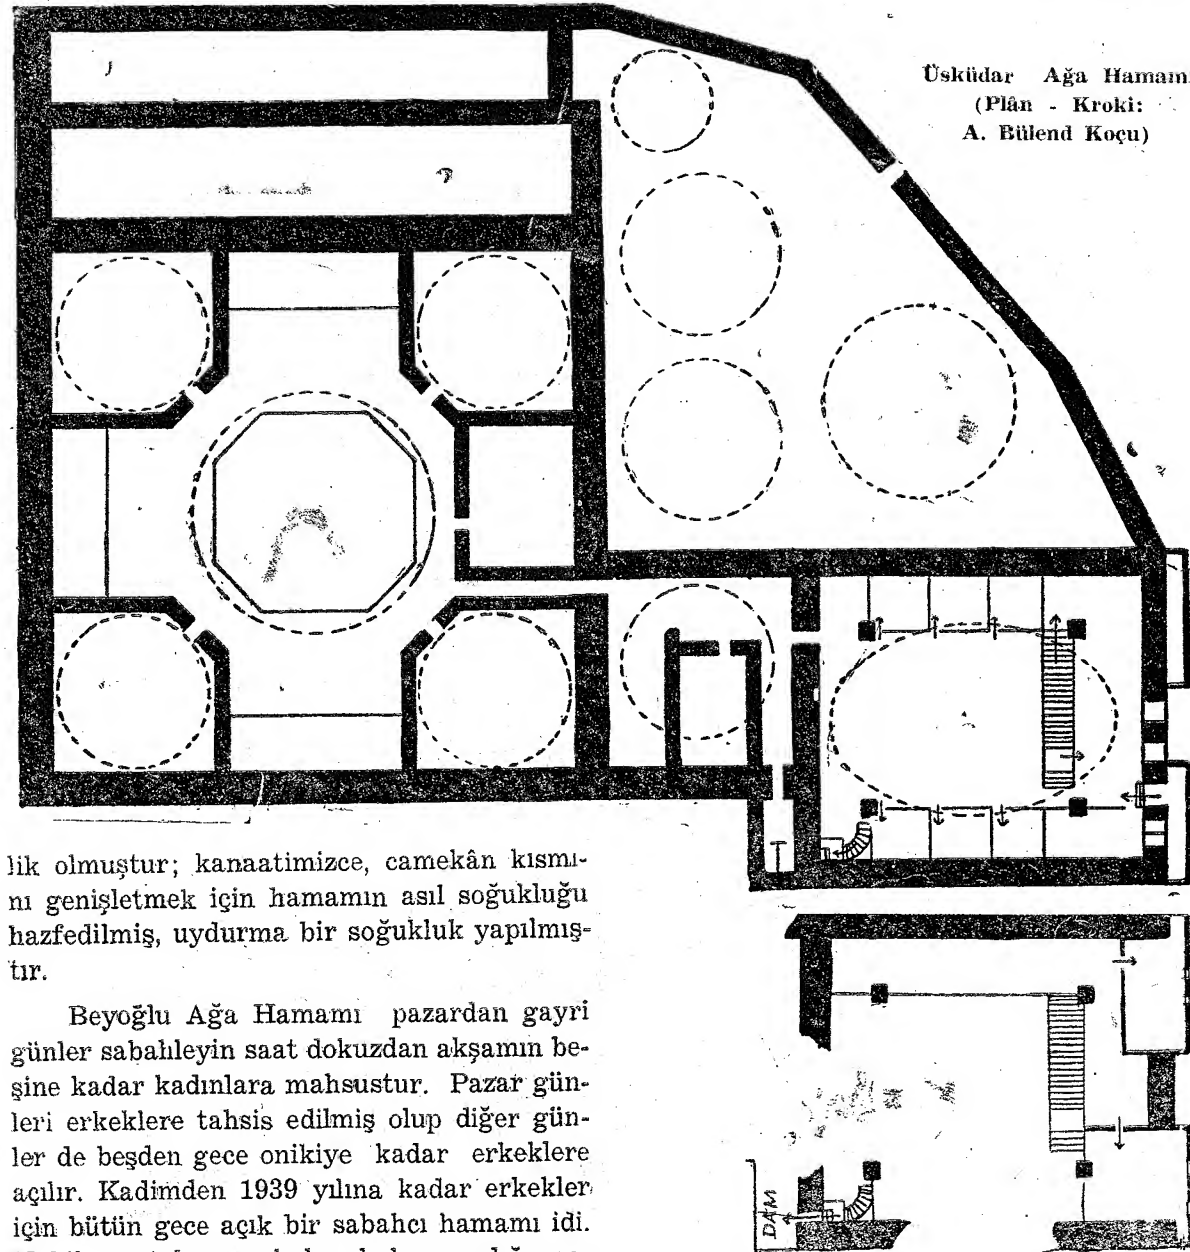 Üsküdar Ağa Hamamı
(Plân - Kroki:
A. Bülend Koçu)
lik olmuştur; kanaatimizce, camekân kısmı-
nı genişletmek için hamamın asıl soğukluğu
hazfedilmiş, uydurma bir soğukluk yapılmış-
tır.
Beyoğlu Ağa Hamamı pazardan gayri
günler sabahleyin saat dokuzdan akşamın be-
şine kadar kadınlara mahsustur. Pazar gün-
leri erkeklere tahsis edilmiş olup diğer gün-
ler de beşden gece onikiye kadar erkeklere
açılır. Kadimden 1939 yılına kadar erkekler
için bütün gece açık bir sabahcı hamamı idi.
DAM